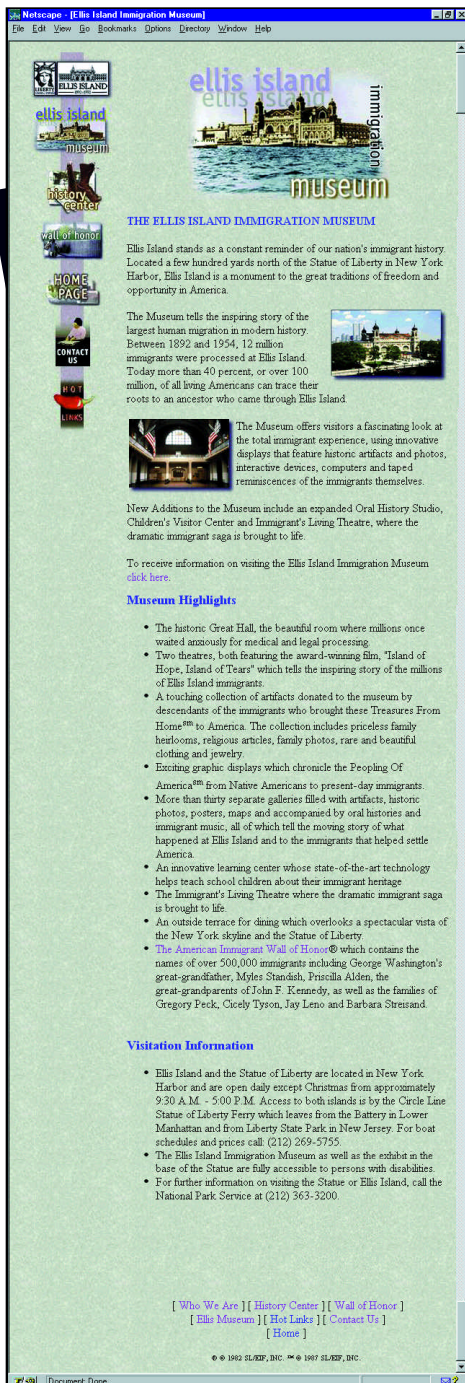 Netscape - [Ellis Island Immigration Museum]
File Edit View Go Bookmarks Options Directory Window Help
LIBERTY
ELLIS ISLAND
1892-1992
ellis island
museum
history
center
wall of honor
HOME
PAGE
CONTACT
US
HOT
LINKS
ellis island
ellis island
immigration
museum
THE ELLIS ISLAND IMMIGRATION MUSEUM
Ellis Island stands as a constant reminder of our nation's immigrant history.
Located a few hundred yards north of the Statue of Liberty in New York
Harbor, Ellis Island is a monument to the great traditions of freedom and
opportunity in America.
The Museum tells the inspiring story of the
largest human migration in modern history.
Between 1892 and 1954, 12 million
immigrants were processed at Ellis Island.
Today more than 40 percent, or over 100
million, of all living Americans can trace their
roots to an ancestor who came through Ellis Island.
The Museum offers visitors a fascinating look at
the total immigrant experience, using innovative
displays that feature historic artifacts and photos,
interactive devices, computers and taped
reminiscences of the immigrants themselves.
New Additions to the Museum include an expanded Oral History Studio,
Children's Visitor Center and Immigrant's Living Theatre, where the
dramatic immigrant saga is brought to life.
To receive information on visiting the Ellis Island Immigration Museum
click here.
Museum Highlights
• The historic Great Hall, the beautiful room where millions once
waited anxiously for medical and legal processing
• Two theatres, both featuring the award-winning film, "Island of
Hope, Island of Tears" which tells the inspiring story of the millions
of Ellis Island immigrants.
• A touching collection of artifacts donated to the museum by
descendants of the immigrants who brought these Treasures From
Home℠ to America. The collection includes priceless family
heirlooms, religious articles, family photos, rare and beautiful
clothing and jewelry.
• Exciting graphic displays which chronicle the Peopling Of
America℠ from Native Americans to present-day immigrants.
• More than thirty separate galleries filled with artifacts, historic
photos, posters, maps and accompanied by oral histories and
immigrant music, all of which tell the moving story of what
happened at Ellis Island and to the immigrants that helped settle
America.
• An innovative learning center whose state-of-the-art technology
helps teach school children about their immigrant heritage
• The Immigrant's Living Theatre where the dramatic immigrant saga
is brought to life.
• An outside terrace for dining which overlooks a spectacular vista of
the New York skyline and the Statue of Liberty.
• The American Immigrant Wall of Honor® which contains the
names of over 500,000 immigrants including George Washington's
great-grandfather, Myles Standish, Priscilla Alden, the
great-grandparents of John F. Kennedy, as well as the families of
Gregory Peck, Cicely Tyson, Jay Leno and Barbara Streisand.
Visitation Information
• Ellis Island and the Statue of Liberty are located in New York
Harbor and are open daily except Christmas from approximately
9:30 A.M. - 5:00 P.M. Access to both islands is by the Circle Line
Statue of Liberty Ferry which leaves from the Battery in Lower
Manhattan and from Liberty State Park in New Jersey. For boat
schedules and prices call: (212) 269-5755.
• The Ellis Island Immigration Museum as well as the exhibit in the
base of the Statue are fully accessible to persons with disabilities.
• For further information on visiting the Statue or Ellis Island, call the
National Park Service at (212) 363-3200.
[ Who We Are ] [ History Center ] [ Wall of Honor ]
[ Ellis Museum ] [ Hot Links ] [ Contact Us ]
[ Home ]
® © 1982 SL/EIF, INC. ™ © 1987 SL/EIF, INC.
Document: Done